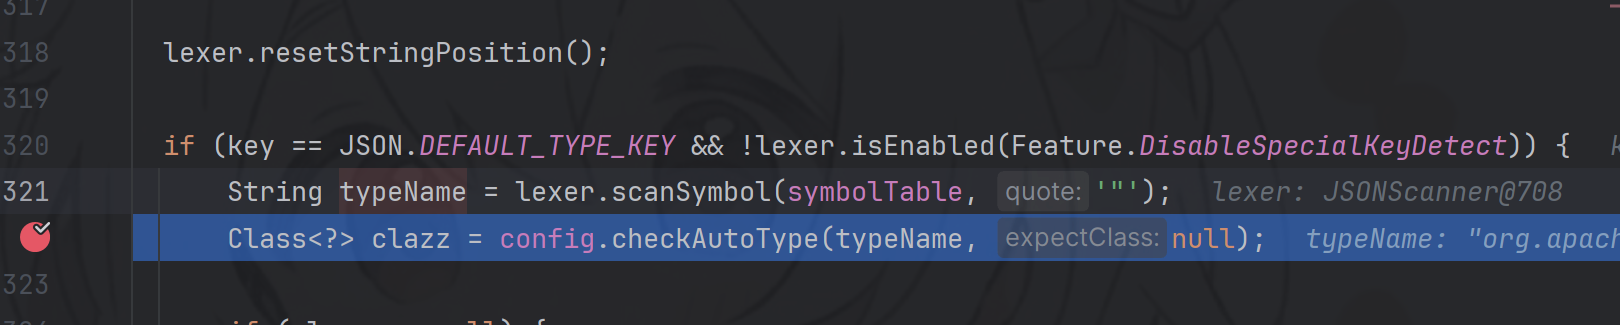 317
318 lexer.resetStringPosition();
319
320 if (key == JSON.DEFAULT_TYPE_KEY && !lexer.isEnabled(Feature.DisableSpecialKeyDetect)) {
321 String typeName = lexer.scanSymbol(symbolTable, quote: '"'); lexer: JSONScanner@708
Class<?> clazz = config.checkAutoType(typeName, expectClass: null); typeName: "org.apach
323